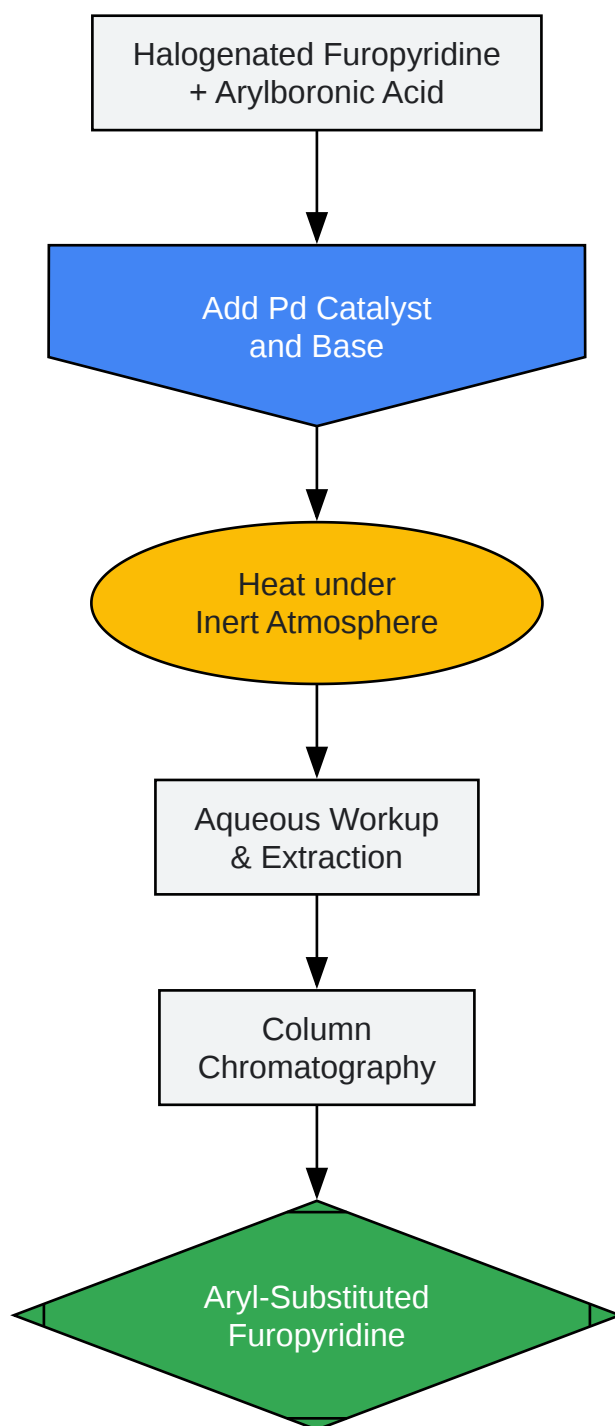 Halogenated Furopyridine
+ Arylboronic Acid
Add Pd Catalyst
and Base
Heat under
Inert Atmosphere
Aqueous Workup
& Extraction
Column
Chromatography
Aryl-Substituted
Furopyridine